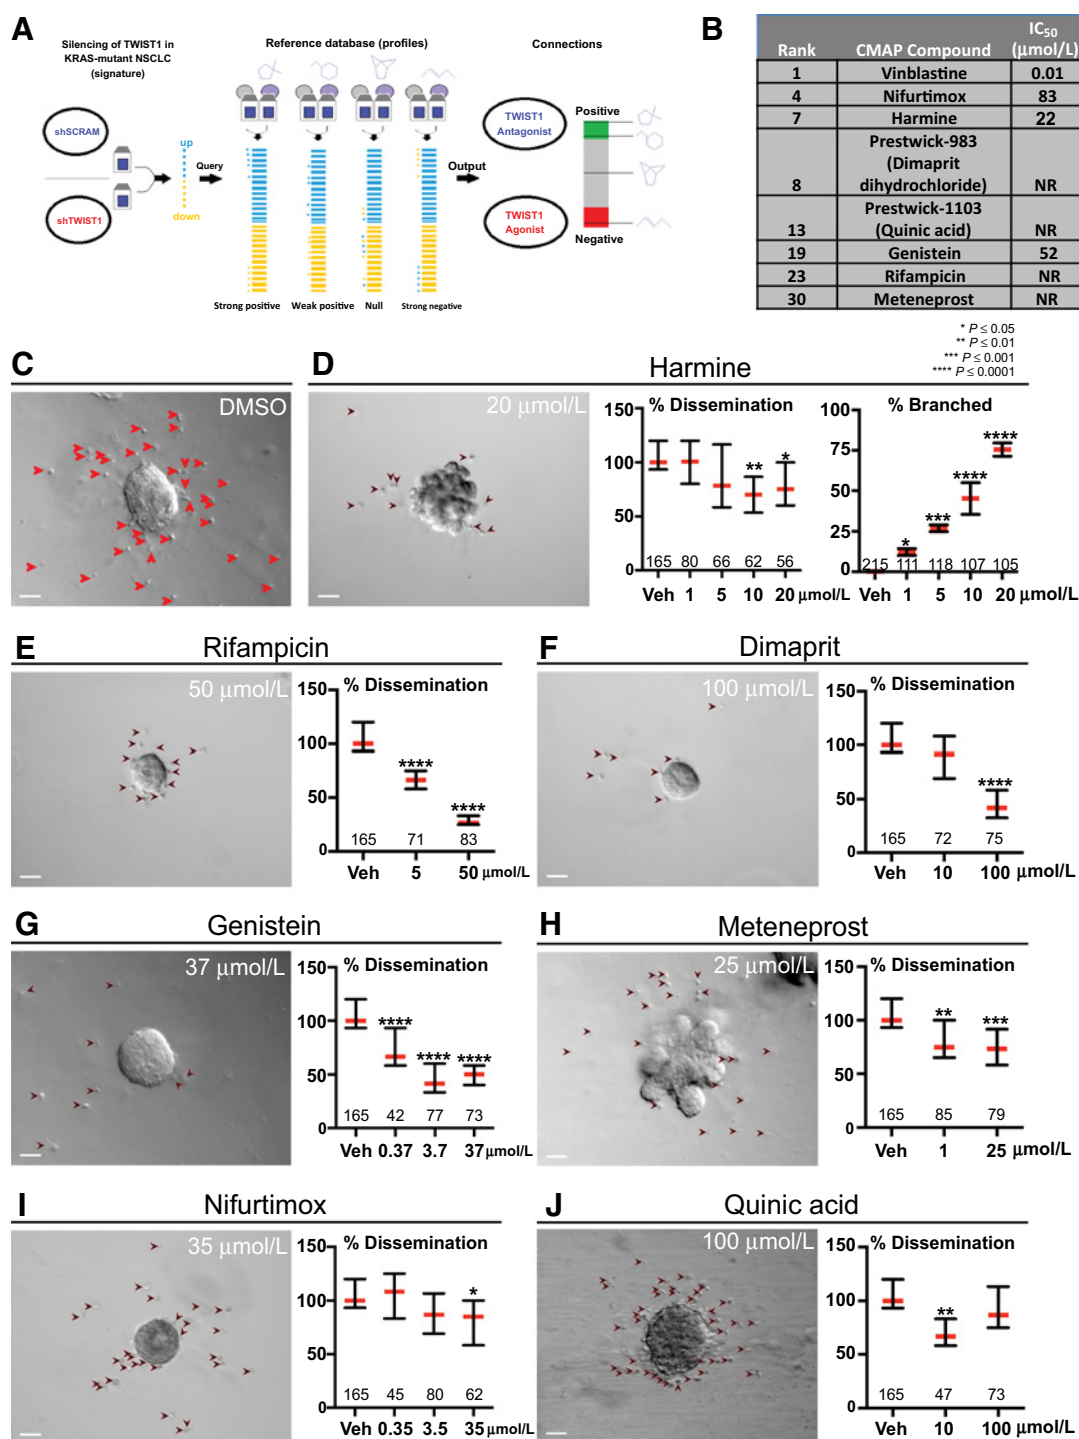 A
Silencing of TWIST1 in
KRAS-mutant NSCLC
(signature)
shSCRAM
shTWIST1
up
down
Query
Reference database (profiles)
Strong positive
Weak positive
Null
Strong negative
Output
Connections
TWIST1
Antagonist
TWIST1
Agonist
Positive
Negative
B
Rank CMAP Compound IC50 (µmol/L)
1 Vinblastine 0.01
4 Nifurtimox 83
7 Harmine 22
8 Prestwick-983 (Dimaprit dihydrochloride) NR
13 Prestwick-1103 (Quinic acid) NR
19 Genistein 52
23 Rifampicin NR
30 Meteneprost NR
* P ≤ 0.05
** P ≤ 0.01
*** P ≤ 0.001
**** P ≤ 0.0001
C
DMSO
D
Harmine
20 µmol/L
% Dissemination
150
100
50
0
** *
165 80 66 62 56
Veh 1 5 10 20 µmol/L
% Branched
100
75
50
25
0
* *** **** ****
215 111 118 107 105
Veh 1 5 10 20 µmol/L
E
Rifampicin
50 µmol/L
% Dissemination
150
100
50
0
**** ****
165 71 83
Veh 5 50 µmol/L
F
Dimaprit
100 µmol/L
% Dissemination
150
100
50
0
****
165 72 75
Veh 10 100 µmol/L
G
Genistein
37 µmol/L
% Dissemination
150
100
50
0
**** **** ****
165 42 77 73
Veh 0.37 3.7 37 µmol/L
H
Meteneprost
25 µmol/L
% Dissemination
150
100
50
0
** ***
165 85 79
Veh 1 25 µmol/L
I
Nifurtimox
35 µmol/L
% Dissemination
150
100
50
0
*
165 45 80 62
Veh 0.35 3.5 35 µmol/L
J
Quinic acid
100 µmol/L
% Dissemination
150
100
50
0
**
165 47 73
Veh 10 100 µmol/L